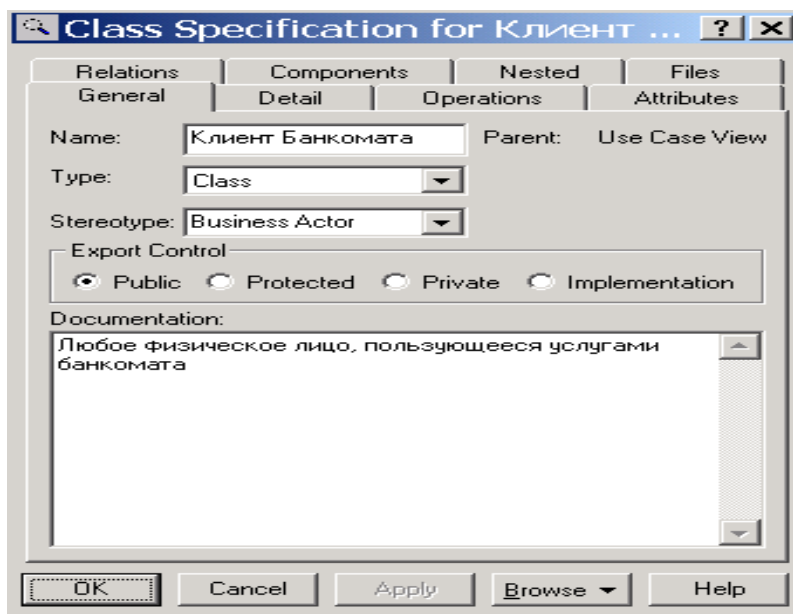 Class Specification for Клиент ... ? ×
Relations Components Nested Files
General Detail Operations Attributes
Name: Клиент Банкомата Parent: Use Case View
Type: Class
Stereotype: Business Actor
Export Control
Public Protected Private Implementation
Documentation:
Любое физическое лицо, пользующееся услугами
банкомата
OK Cancel Apply Browse Help